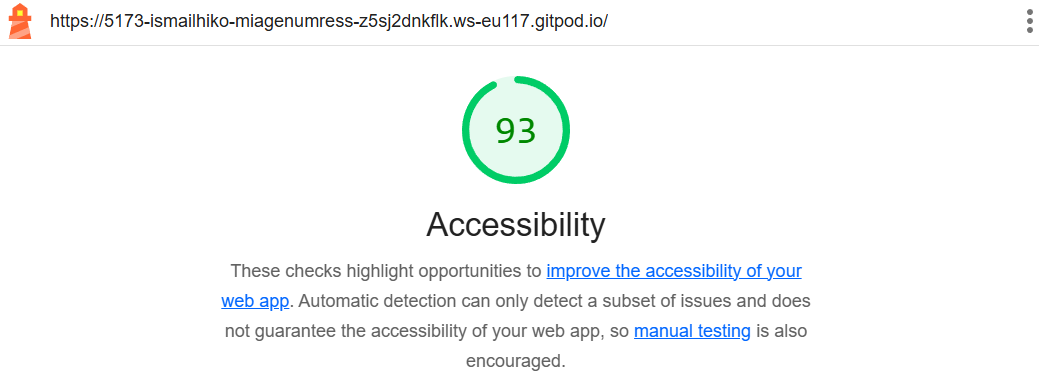 https://5173-ismailhiko-miagenumress-z5sj2dnkflk.ws-eu117.gitpod.io/
93
Accessibility
These checks highlight opportunities to improve the accessibility of your
web app. Automatic detection can only detect a subset of issues and does
not guarantee the accessibility of your web app, so manual testing is also
encouraged.